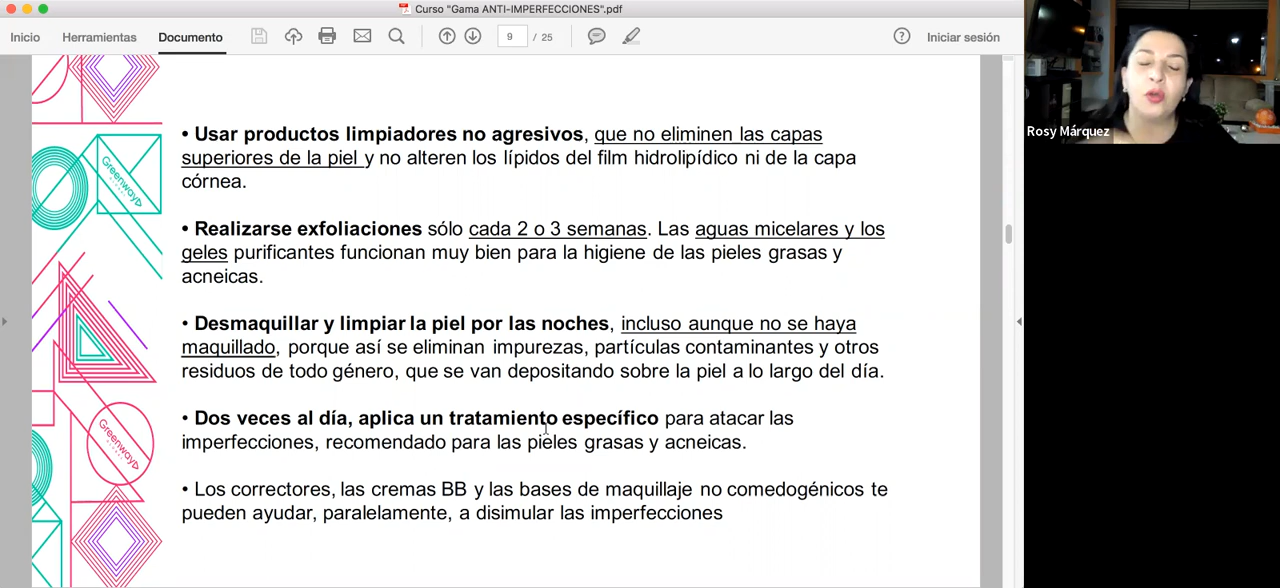 Curso "Gama ANTI-IMPERFECCIONES".pdf
Inicio Herramientas Documento 9 / 25 Iniciar sesión
Rosy Márquez
• Usar productos limpiadores no agresivos, que no eliminen las capas
superiores de la piel y no alteren los lípidos del film hidrolipídico ni de la capa
córnea.
• Realizarse exfoliaciones sólo cada 2 o 3 semanas. Las aguas micelares y los
geles purificantes funcionan muy bien para la higiene de las pieles grasas y
acneicas.
• Desmaquillar y limpiar la piel por las noches, incluso aunque no se haya
maquillado, porque así se eliminan impurezas, partículas contaminantes y otros
residuos de todo género, que se van depositando sobre la piel a lo largo del día.
• Dos veces al día, aplica un tratamiento específico para atacar las
imperfecciones, recomendado para las pieles grasas y acneicas.
• Los correctores, las cremas BB y las bases de maquillaje no comedogénicos te
pueden ayudar, paralelamente, a disimular las imperfecciones
Greenway
Greenway